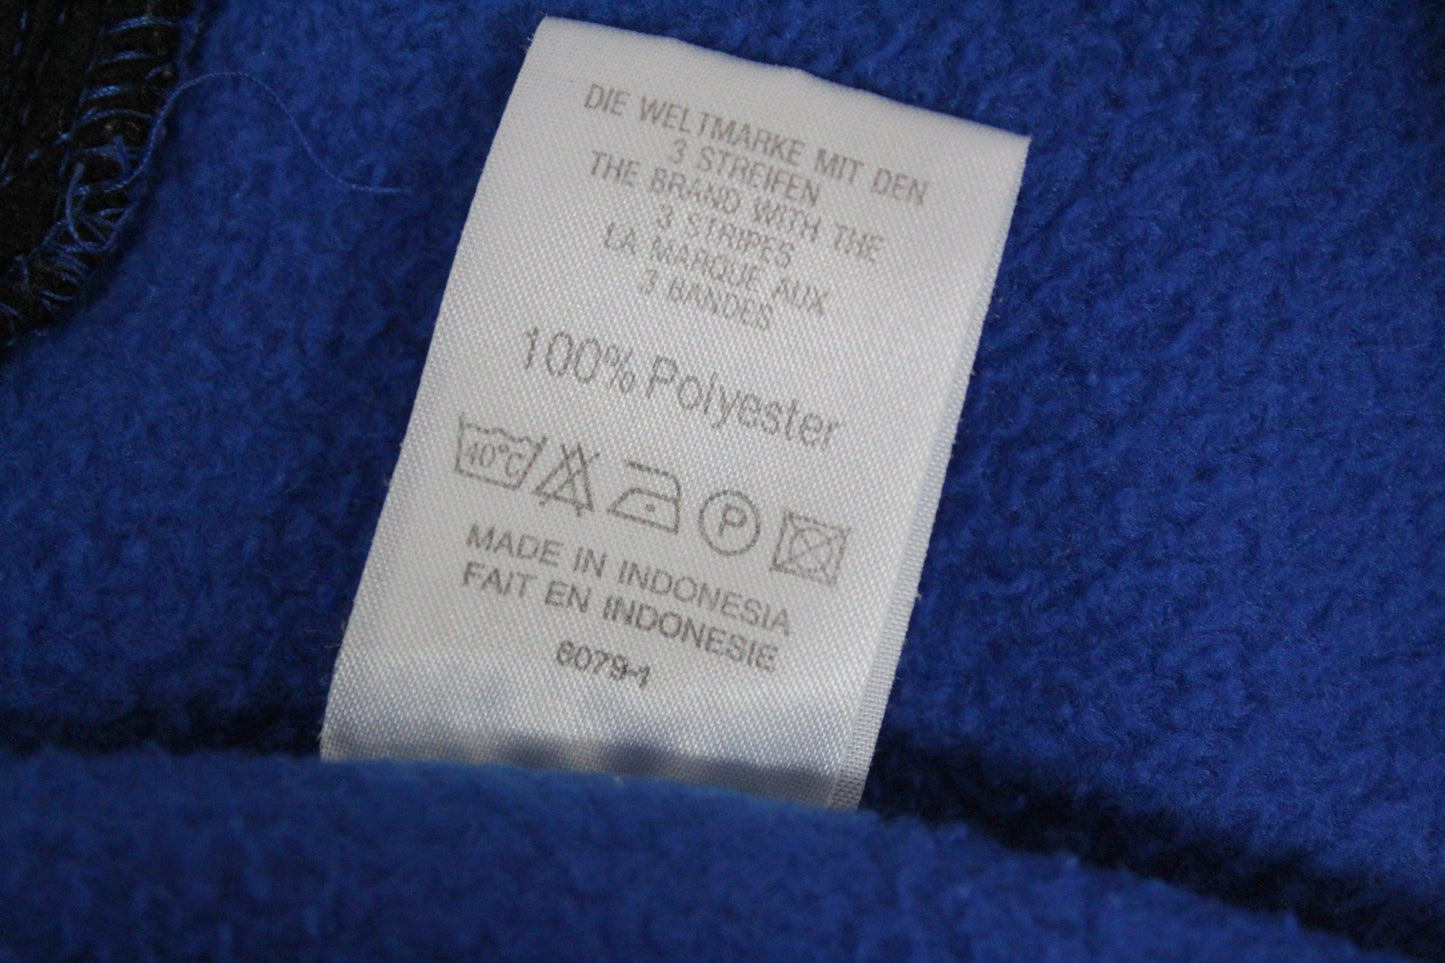 DIE WELTMARKE MIT DEN
3 STREIFEN
THE BRAND WITH THE
3 STRIPES
LA MARQUE AUX
3 BANDES
100% Polyester
40°C
P
MADE IN INDONESIA
FAIT EN INDONESIE
6079-1